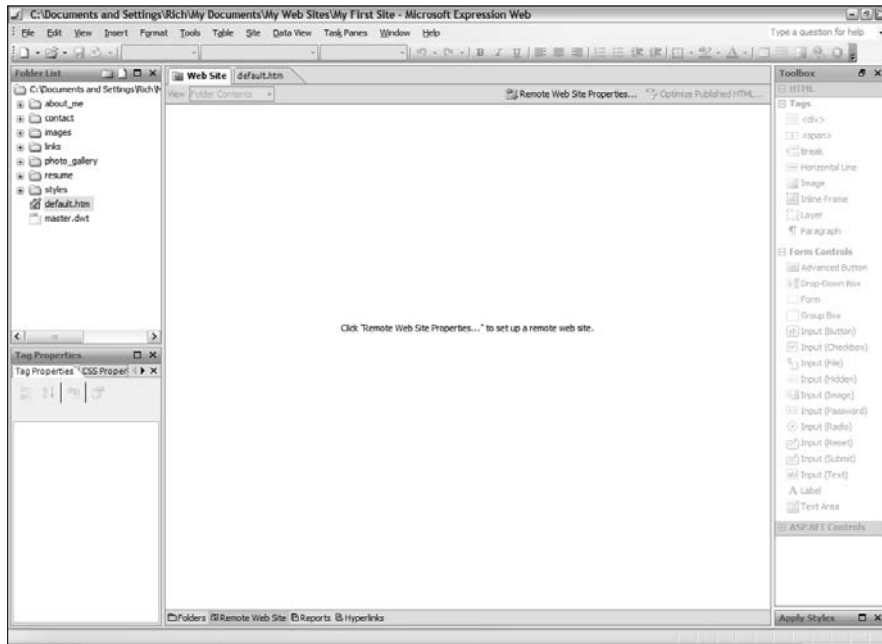 C:\Documents and Settings\Rich\My Documents\My Web Sites\My First Site - Microsoft Expression Web
File Edit View Insert Format Tools Table Site Data View Task Panes Window Help
Type a question for help
B I U
Folder List
C:\Documents and Settings\Rich\M
about_me
contact
images
links
photo_gallery
resume
styles
default.htm
master.dwt
Tag Properties
Tag Properties CSS Proper
Web Site default.htm
View Folder Contents
Remote Web Site Properties... Optimize Published HTML...
Click "Remote Web Site Properties..." to set up a remote web site.
Folders Remote Web Site Reports Hyperlinks
Toolbox
HTML
Tags
<div>
<span>
Break
Horizontal Line
Image
Inline Frame
Layer
Paragraph
Form Controls
Advanced Button
Drop-Down Box
Form
Group Box
Input (Button)
Input (Checkbox)
Input (File)
Input (Hidden)
Input (Image)
Input (Password)
Input (Radio)
Input (Reset)
Input (Submit)
Input (Text)
Label
Text Area
ASP.NET Controls
Apply Styles